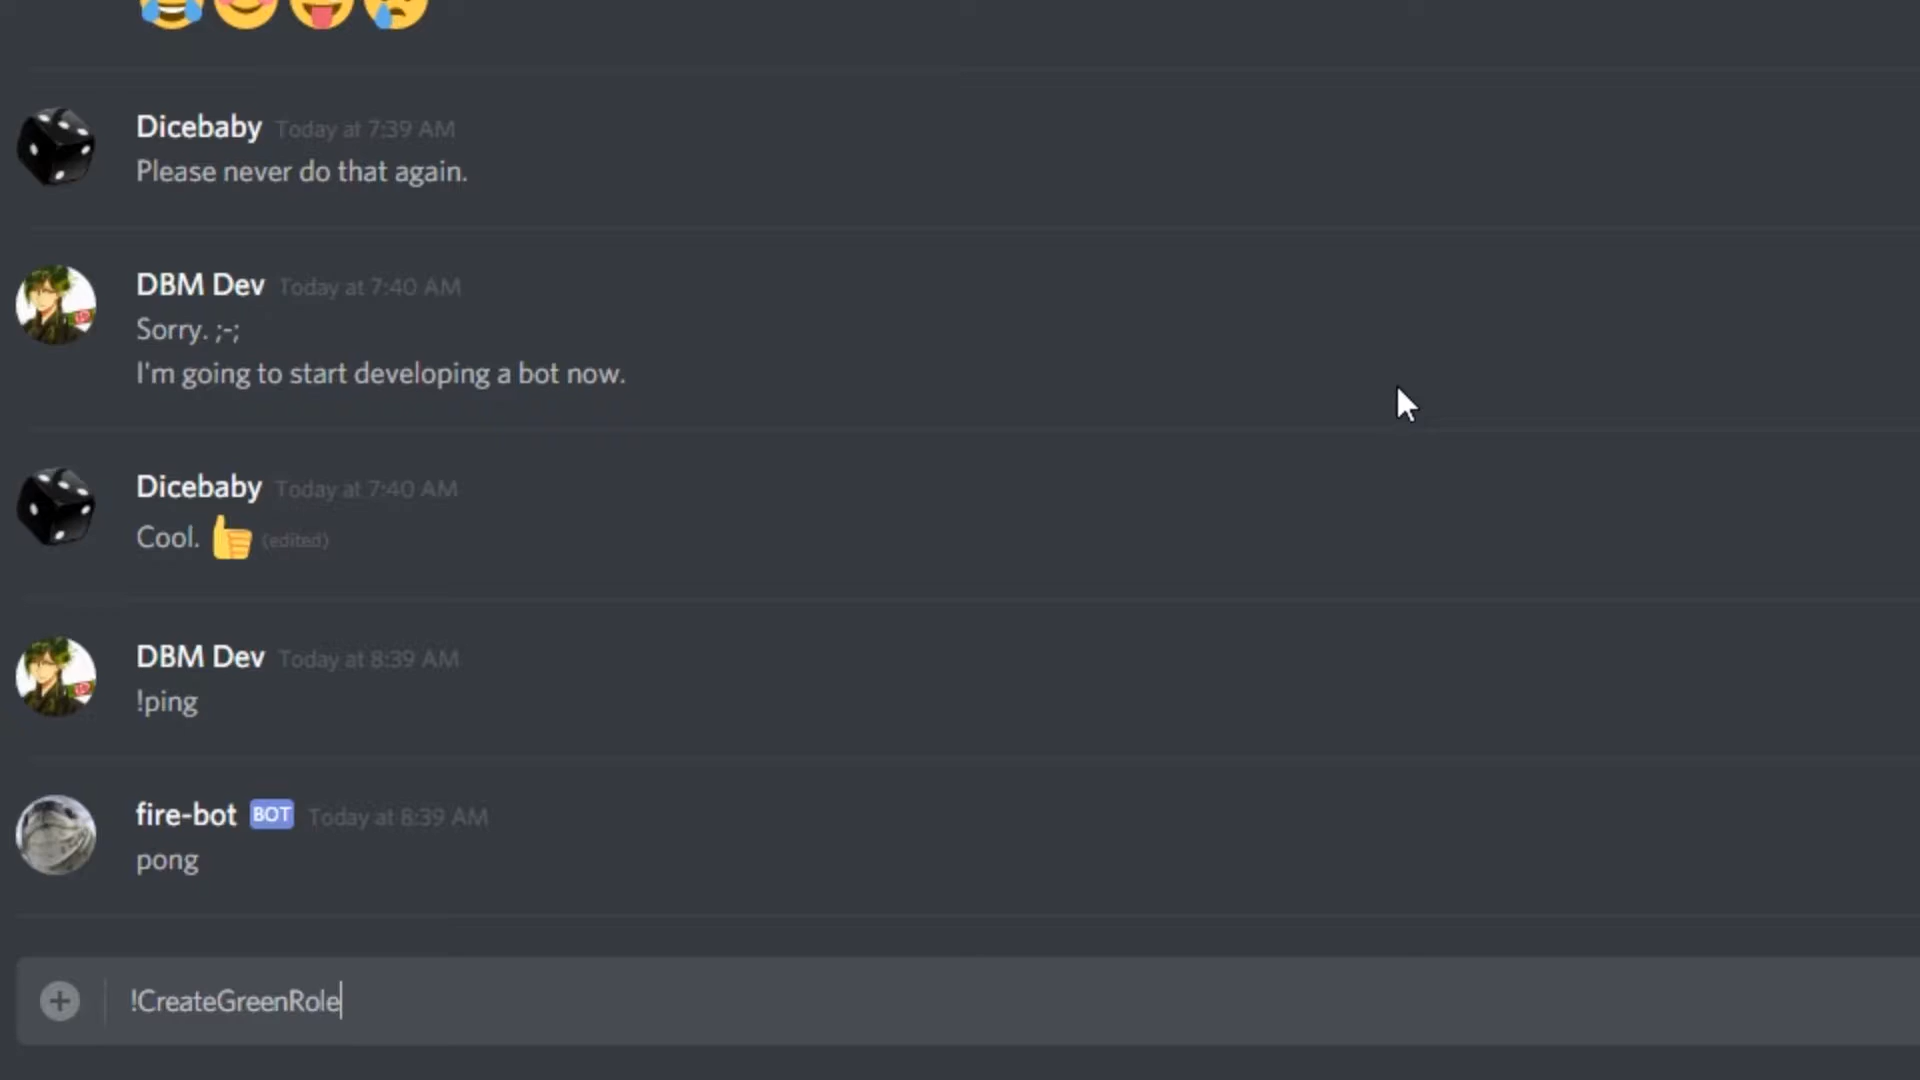 Dicebaby Today at 7:39 AM
Please never do that again.
DBM Dev Today at 7:40 AM
Sorry. ;-;
I'm going to start developing a bot now.
Dicebaby Today at 7:40 AM
Cool. 👍 (edited)
DBM Dev Today at 8:39 AM
!ping
fire-bot BOT Today at 8:39 AM
pong
!CreateGreenRole